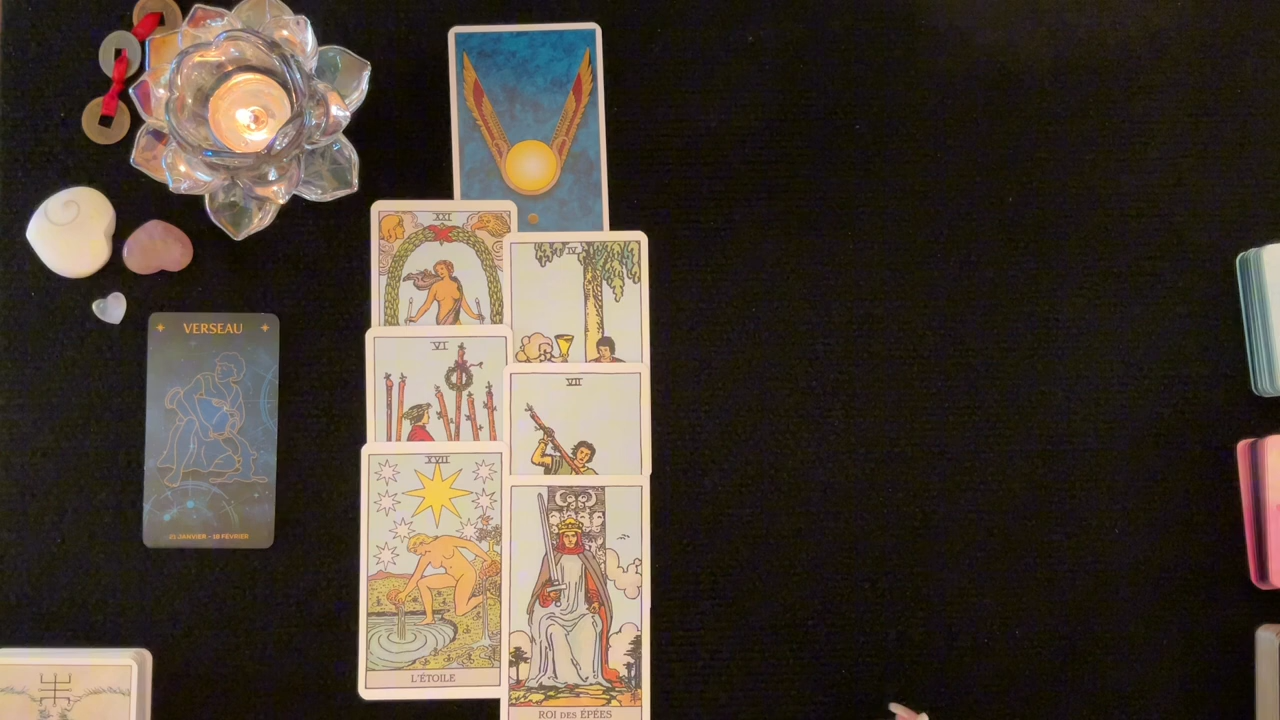 XXI
IV
VERSEAU
VI
VII
XVII
21 JANVIER - 18 FÉVRIER
L'ÉTOILE
ROI DES ÉPÉES